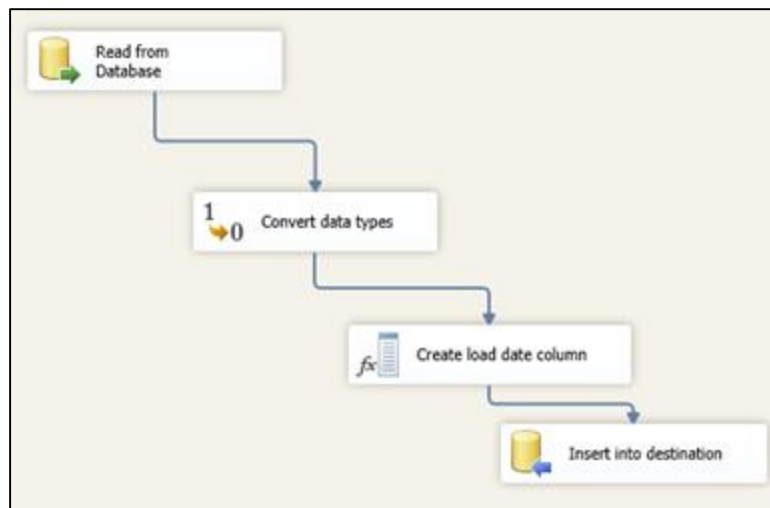 Read from
Database
1
0
Convert data types
fx
Create load date column
Insert into destination